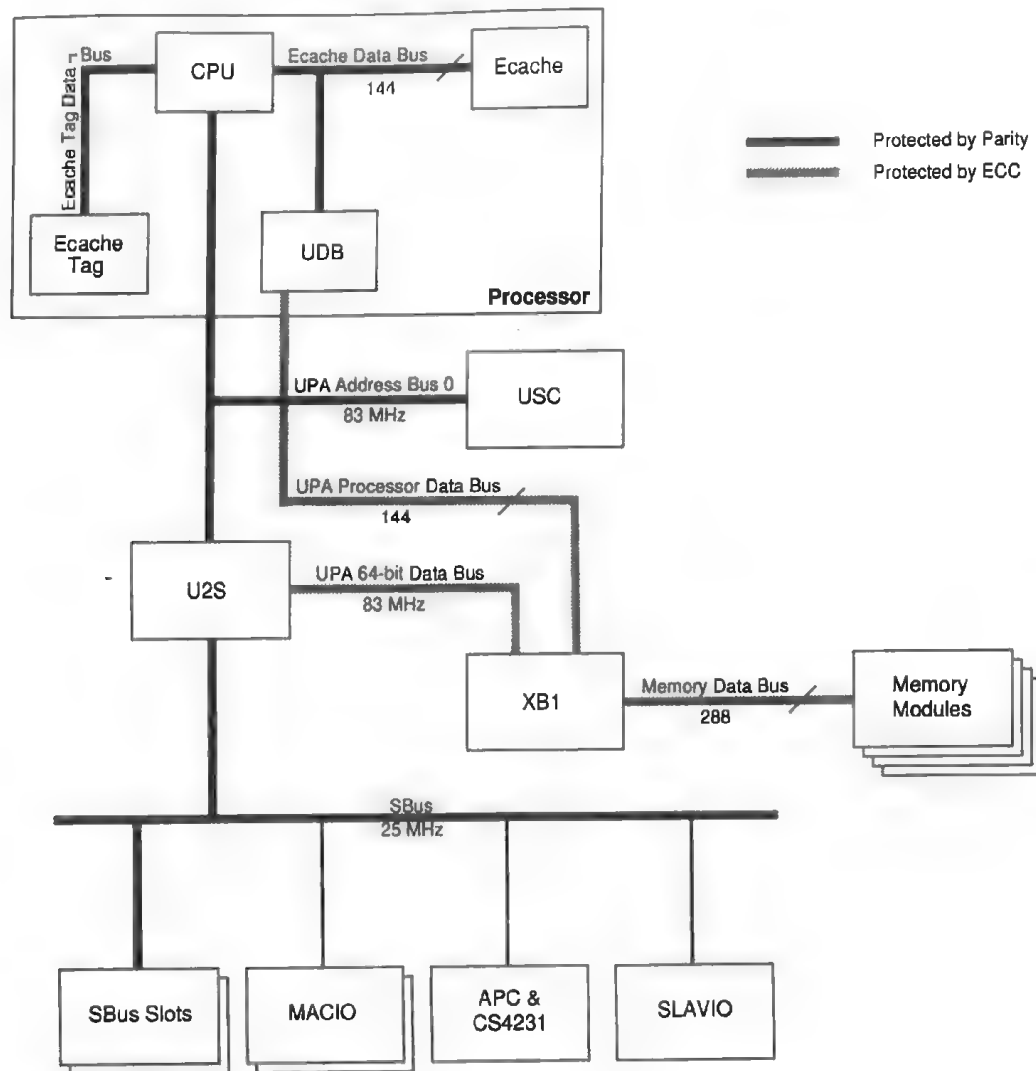 Bus
Ecache Tag Data
CPU
Ecache Data Bus
144
Ecache
Protected by Parity
Protected by ECC
Ecache
Tag
UDB
Processor
UPA Address Bus 0
83 MHz
USC
UPA Processor Data Bus
144
U2S
UPA 64-bit Data Bus
83 MHz
XB1
Memory Data Bus
288
Memory
Modules
SBus
25 MHz
SBus Slots
MACIO
APC &
CS4231
SLAVIO